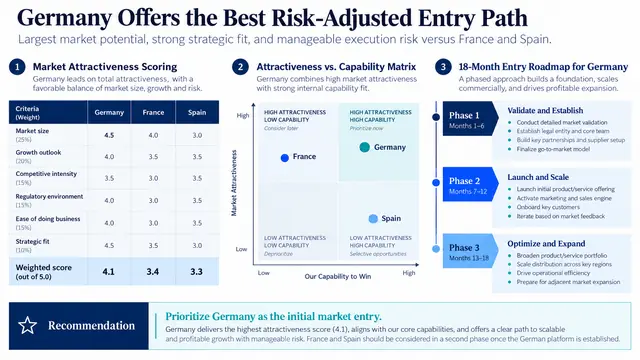 Germany Offers the Best Risk-Adjusted Entry Path
Largest market potential, strong strategic fit, and manageable execution risk versus France and Spain.
1 Market Attractiveness Scoring
Germany leads on total attractiveness, with a
favorable balance of market size, growth and risk.
Criteria (Weight) Germany France Spain
Market size (25%) 4.5 4.0 3.0
Growth outlook (20%) 4.0 3.5 3.5
Competitive intensity (15%) 4.0 3.5 3.5
Regulatory environment (15%) 4.0 3.0 3.5
Ease of doing business (15%) 4.0 3.0 3.5
Strategic fit (10%) 4.5 3.5 3.0
Weighted score (out of 5.0) 4.1 3.4 3.3
2 Attractiveness vs. Capability Matrix
Germany combines high market attractiveness
with strong internal capability fit.
Market Attractiveness
High
Low
HIGH ATTRACTIVENESS
LOW CAPABILITY
Consider later
HIGH ATTRACTIVENESS
HIGH CAPABILITY
Prioritize now
France
Germany
Spain
LOW ATTRACTIVENESS
LOW CAPABILITY
Deprioritize
LOW ATTRACTIVENESS
HIGH CAPABILITY
Selective opportunities
Low
High
Our Capability to Win
3 18-Month Entry Roadmap for Germany
A phased approach builds a foundation, scales
commercially, and drives profitable expansion.
Phase 1
Months 1–6
Validate and Establish
• Conduct detailed market validation
• Establish legal entity and core team
• Build key partnerships and supplier setup
• Finalize go-to-market model
Phase 2
Months 7–12
Launch and Scale
• Launch initial product/service offering
• Activate marketing and sales engine
• Onboard key customers
• Iterate based on market feedback
Phase 3
Months 13–18
Optimize and Expand
• Broaden product/service portfolio
• Scale distribution across key regions
• Drive operational efficiency
• Prepare for adjacent market expansion
Recommendation
Prioritize Germany as the initial market entry.
Germany delivers the highest attractiveness score (4.1), aligns with our core capabilities, and offers a clear path to scalable
and profitable growth with manageable risk. France and Spain should be considered in a second phase once the German platform is established.